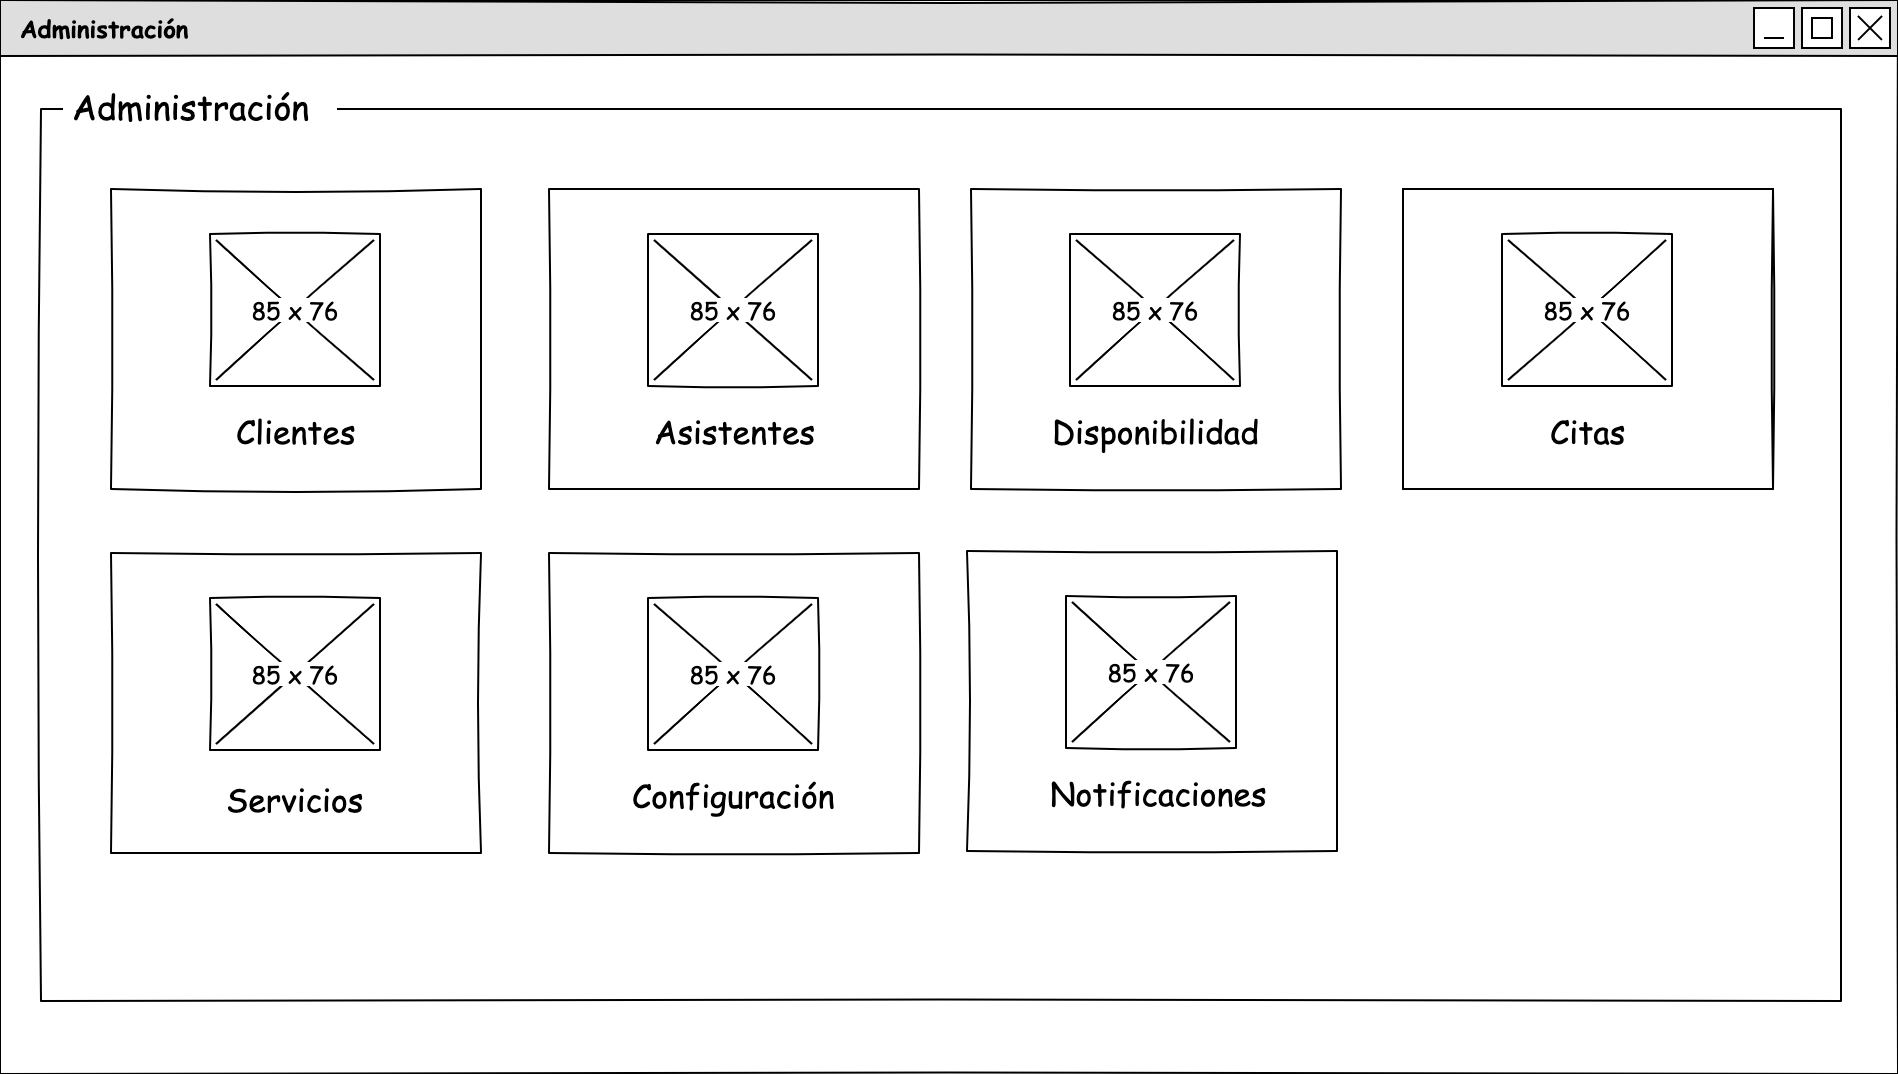 Administración
Administración
85 x 76
85 x 76
85 x 76
85 x 76
Clientes
Asistentes
Disponibilidad
Citas
85 x 76
85 x 76
85 x 76
Servicios
Configuración
Notificaciones